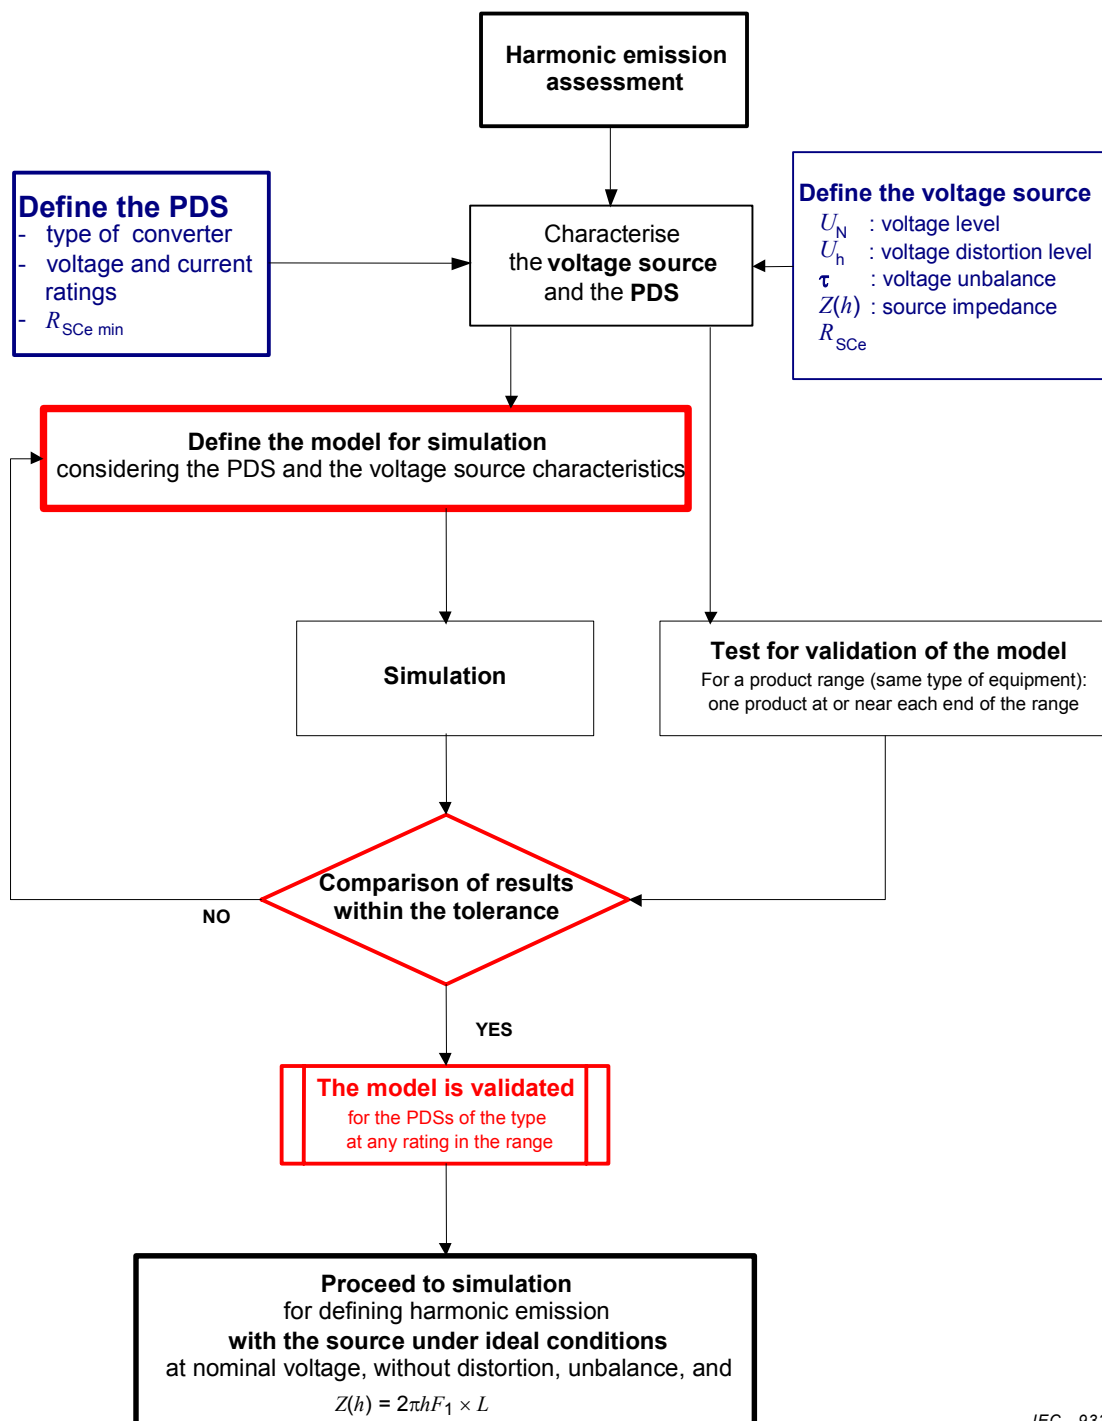 Harmonic emission
assessment
Define the PDS
- type of converter
- voltage and current
ratings
- R SCe min
Characterise
the voltage source
and the PDS
Define the voltage source
U N : voltage level
U h : voltage distortion level
τ : voltage unbalance
Z(h) : source impedance
R SCe
Define the model for simulation
considering the PDS and the voltage source characteristics
Simulation
Test for validation of the model
For a product range (same type of equipment):
one product at or near each end of the range
Comparison of results
within the tolerance
NO
YES
The model is validated
for the PDSs of the type
at any rating in the range
Proceed to simulation
for defining harmonic emission
with the source under ideal conditions
at nominal voltage, without distortion, unbalance, and
Z(h) = 2πhF1 × L